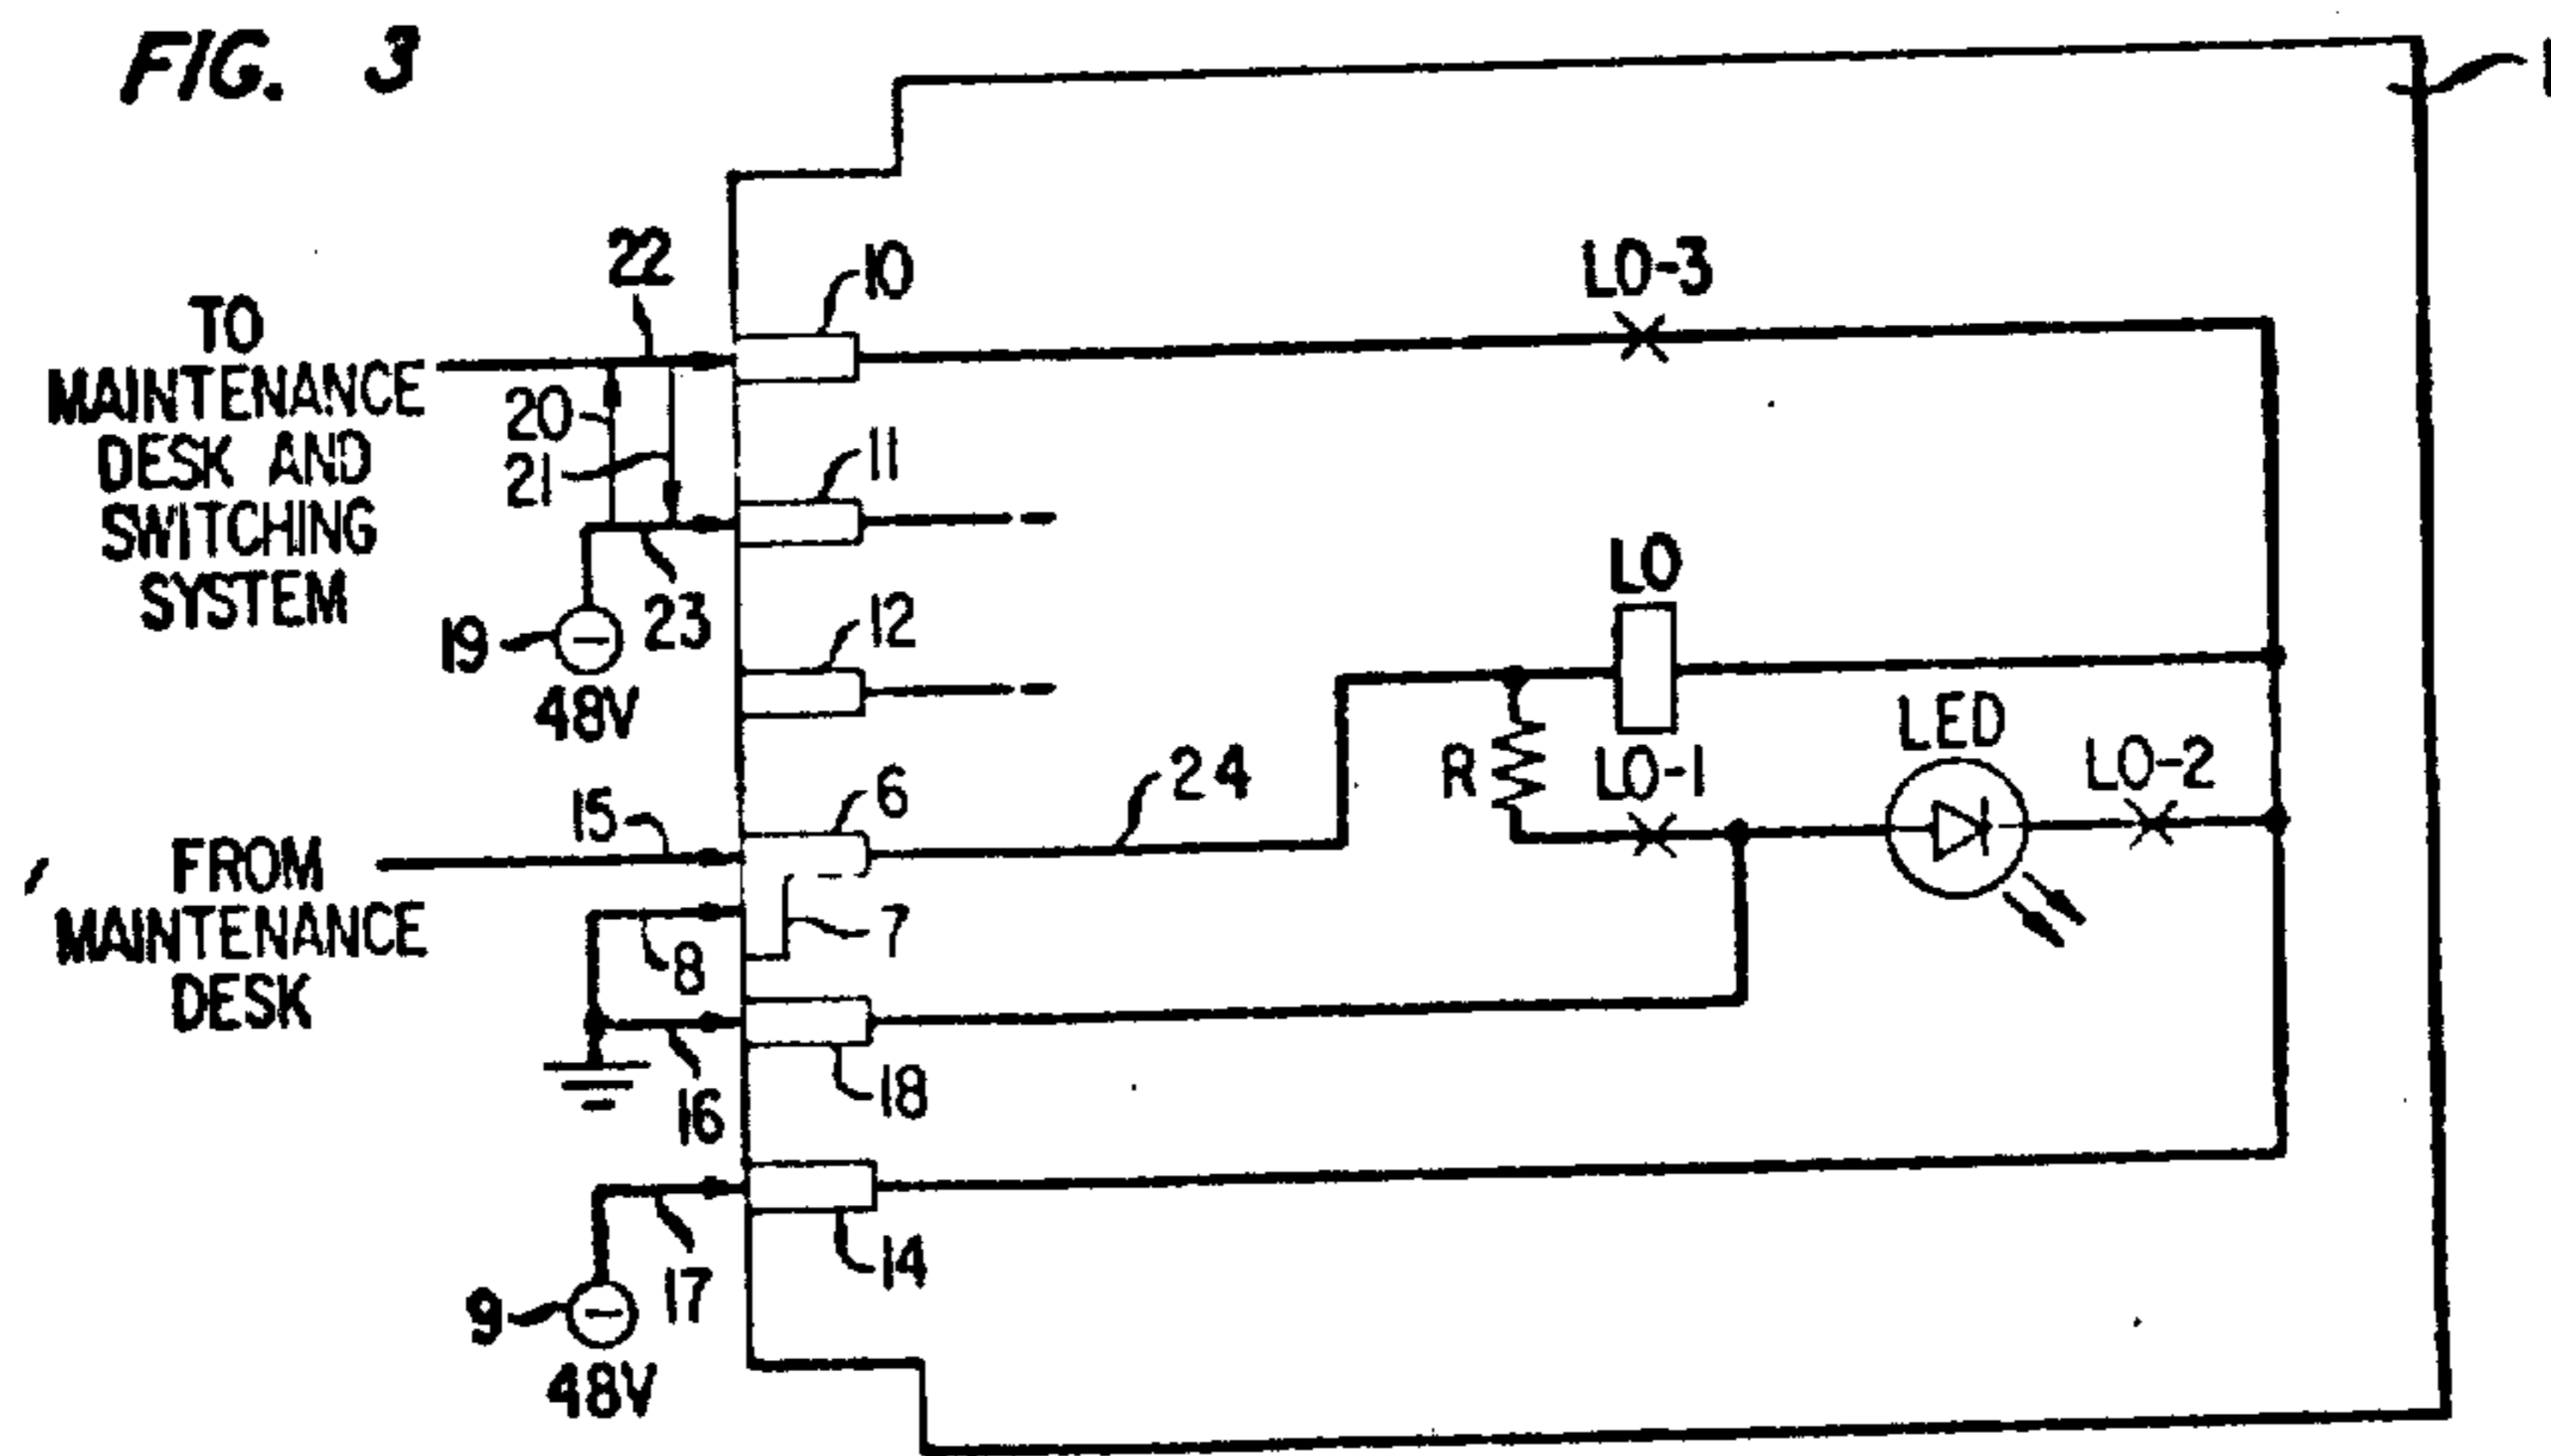 FIG. 3
1
22
10
LO-3
TO
MAINTENANCE
DESK AND
SWITCHING
SYSTEM
20
21
11
23
19
48V
12
LO
LED
LO-2
R
LO-1
24
15
6
FROM
MAINTENANCE
DESK
7
8
16
18
17
14
9
48V